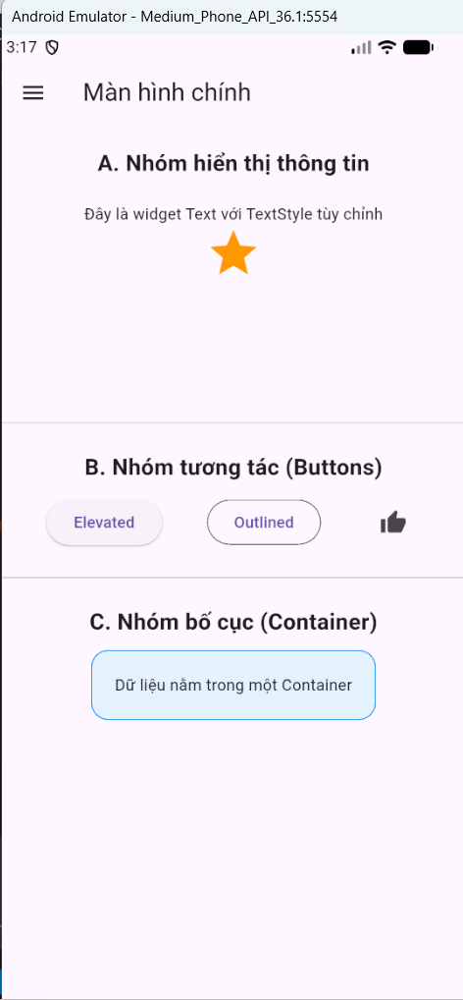 Android Emulator - Medium_Phone_API_36.1:5554
3:17
Màn hình chính
A. Nhóm hiển thị thông tin
Đây là widget Text với TextStyle tùy chỉnh
B. Nhóm tương tác (Buttons)
Elevated
Outlined
C. Nhóm bố cục (Container)
Dữ liệu nằm trong một Container